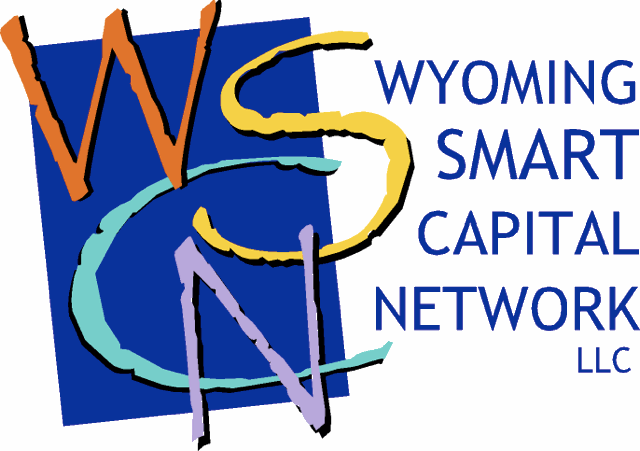 WSCN
WYOMING
SMART
CAPITAL
NETWORK
LLC